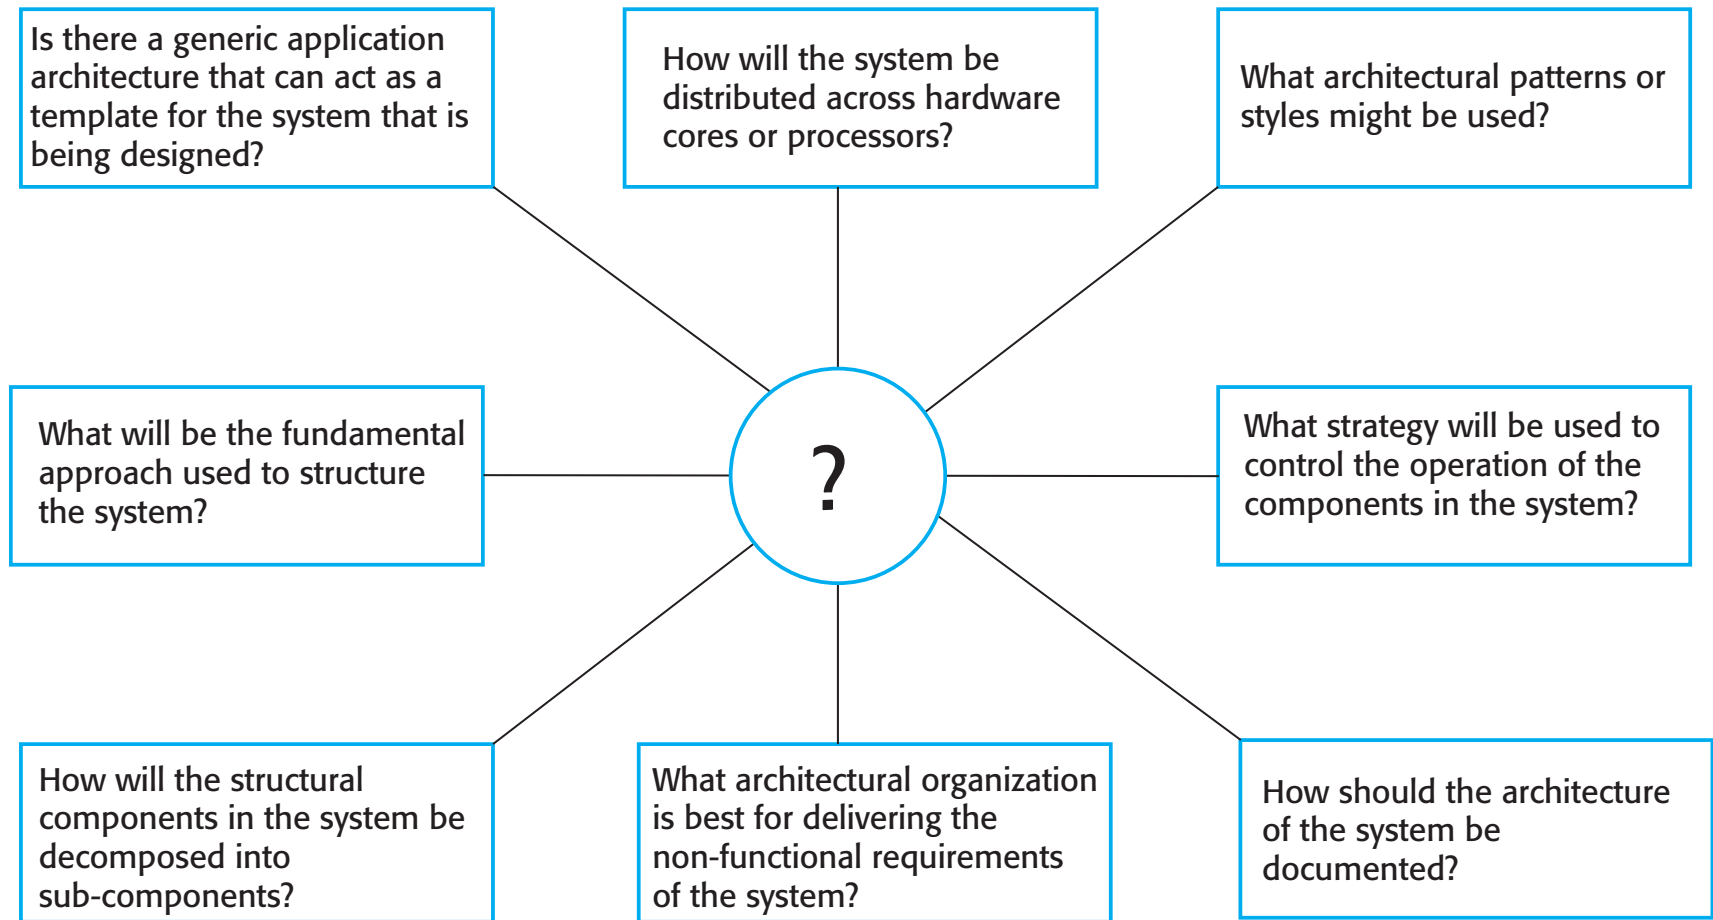 Is there a generic application
architecture that can act as a
template for the system that is
being designed?
How will the system be
distributed across hardware
cores or processors?
What architectural patterns or
styles might be used?
What will be the fundamental
approach used to structure
the system?
?
What strategy will be used to
control the operation of the
components in the system?
How will the structural
components in the system be
decomposed into
sub-components?
What architectural organization
is best for delivering the
non-functional requirements
of the system?
How should the architecture
of the system be
documented?